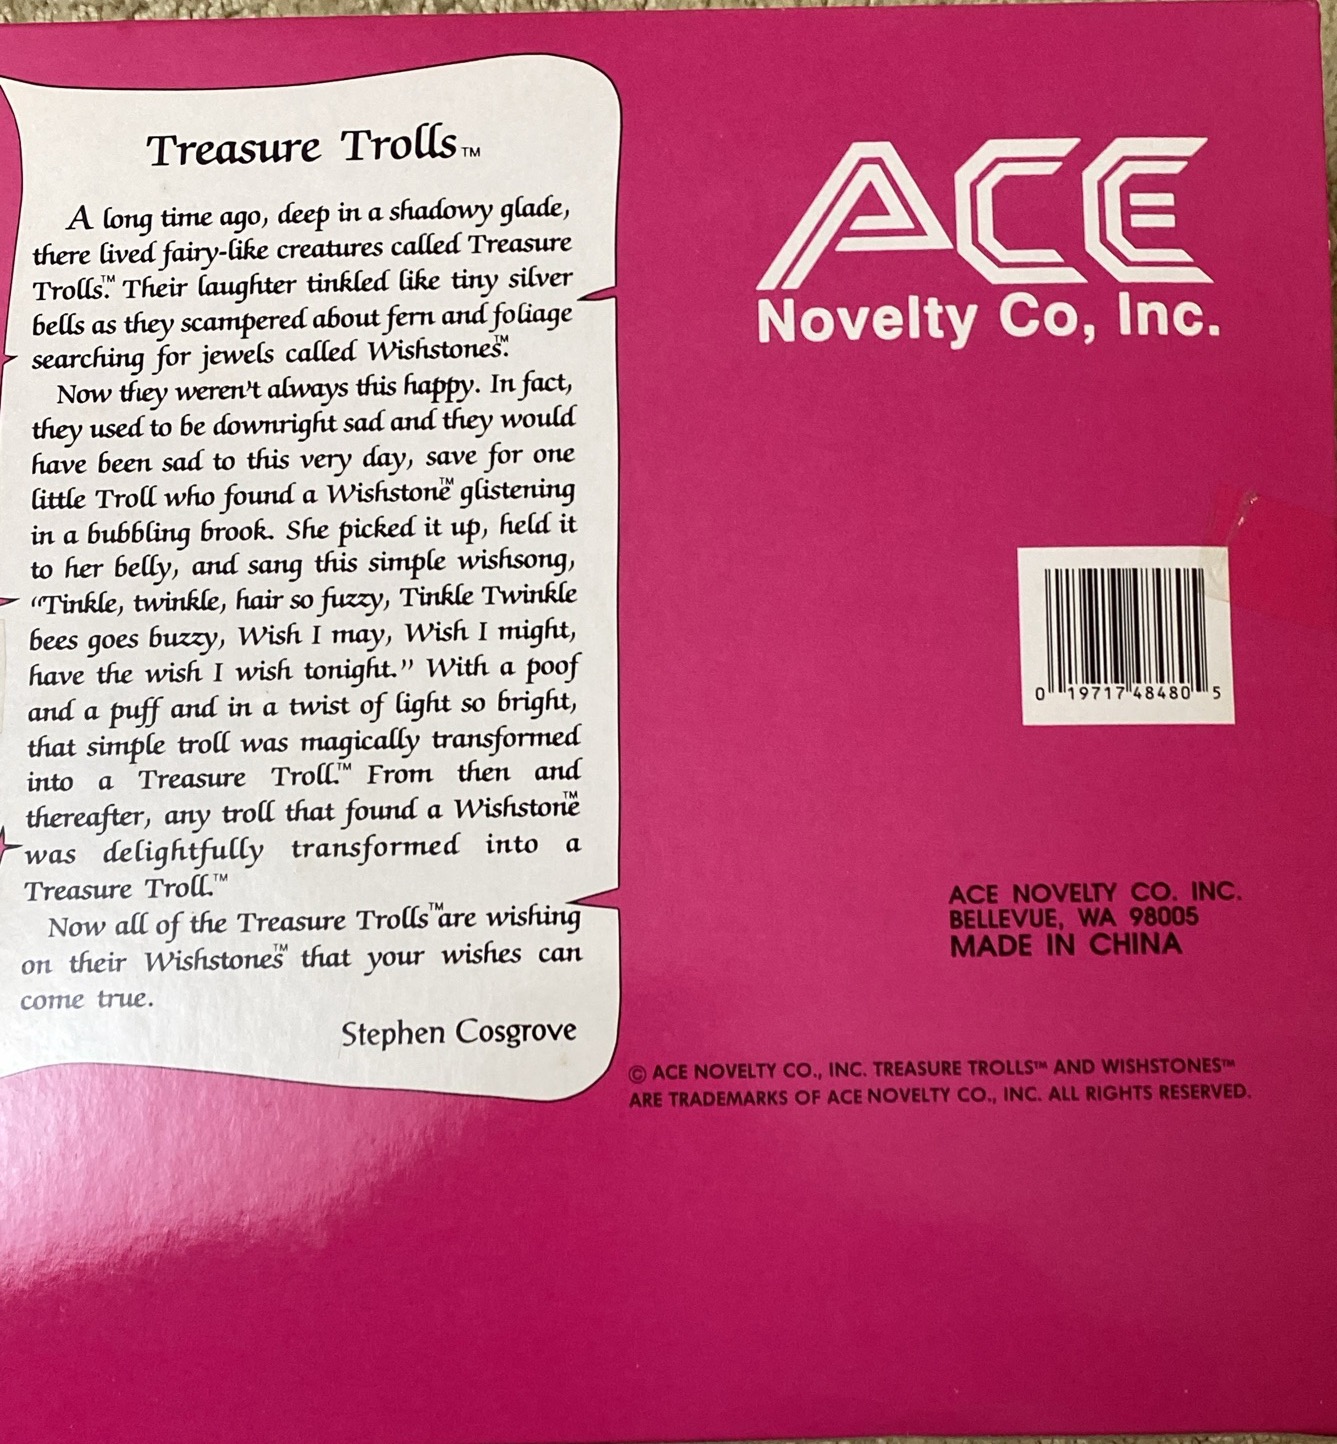 Treasure Trolls™
A long time ago, deep in a shadowy glade,
there lived fairy-like creatures called Treasure
Trolls.™ Their laughter tinkled like tiny silver
bells as they scampered about fern and foliage
searching for jewels called Wishstones.™
Now they weren't always this happy. In fact,
they used to be downright sad and they would
have been sad to this very day, save for one
little Troll who found a Wishstone™ glistening
in a bubbling brook. She picked it up, held it
to her belly, and sang this simple wishsong,
“Tinkle, twinkle, hair so fuzzy, Tinkle Twinkle
bees goes buzzy, Wish I may, Wish I might,
have the wish I wish tonight.” With a poof
and a puff and in a twist of light so bright,
that simple troll was magically transformed
into a Treasure Troll.™ From then and
thereafter, any troll that found a Wishstone™
was delightfully transformed into a
Treasure Troll.™
Now all of the Treasure Trolls™ are wishing
on their Wishstones™ that your wishes can
come true.
Stephen Cosgrove
ACE
Novelty Co, Inc.
0 19717 48480 5
ACE NOVELTY CO. INC.
BELLEVUE, WA 98005
MADE IN CHINA
© ACE NOVELTY CO., INC. TREASURE TROLLS™ AND WISHSTONES™
ARE TRADEMARKS OF ACE NOVELTY CO., INC. ALL RIGHTS RESERVED.